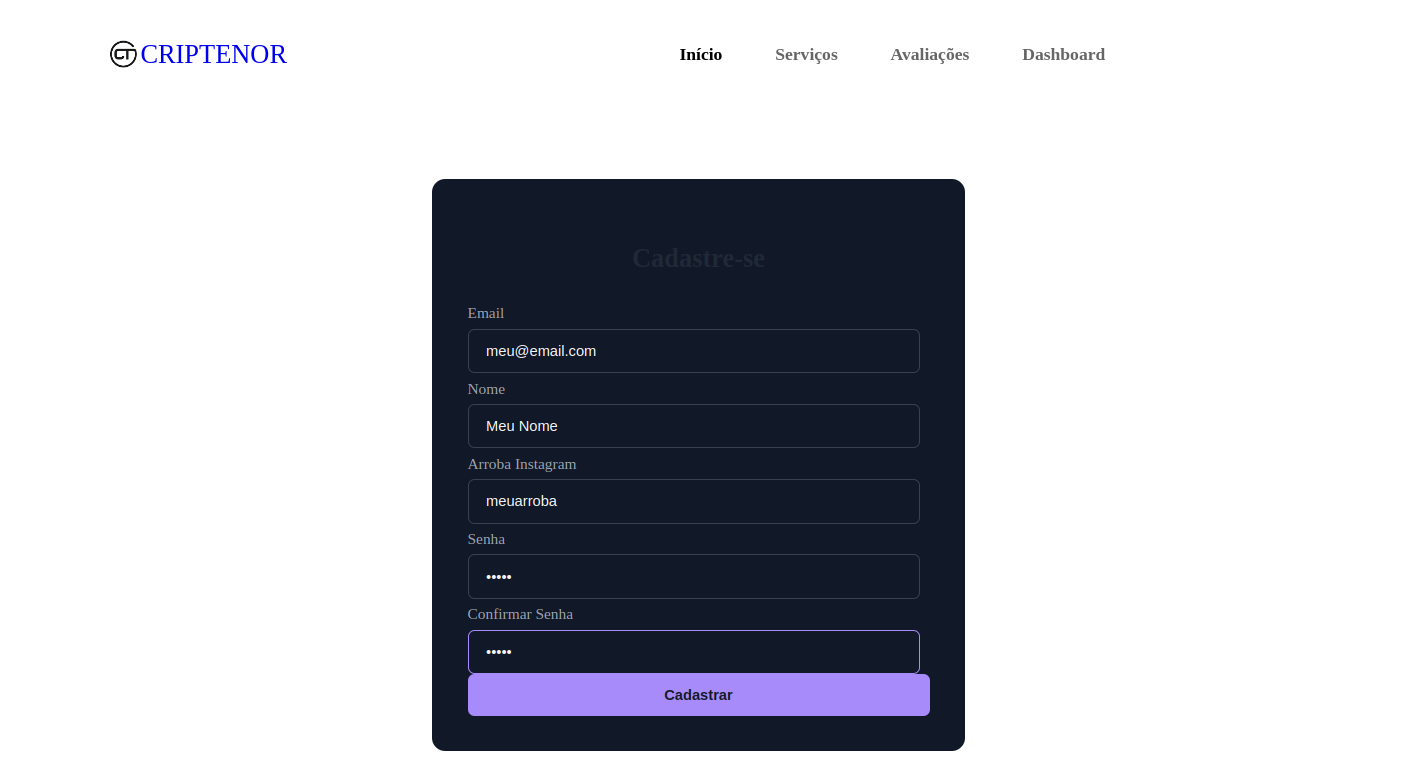 CRIPTENOR
Início Serviços Avaliações Dashboard
Cadastre-se
Email
meu@email.com
Nome
Meu Nome
Arroba Instagram
meuarroba
Senha
•••••
Confirmar Senha
•••••
Cadastrar